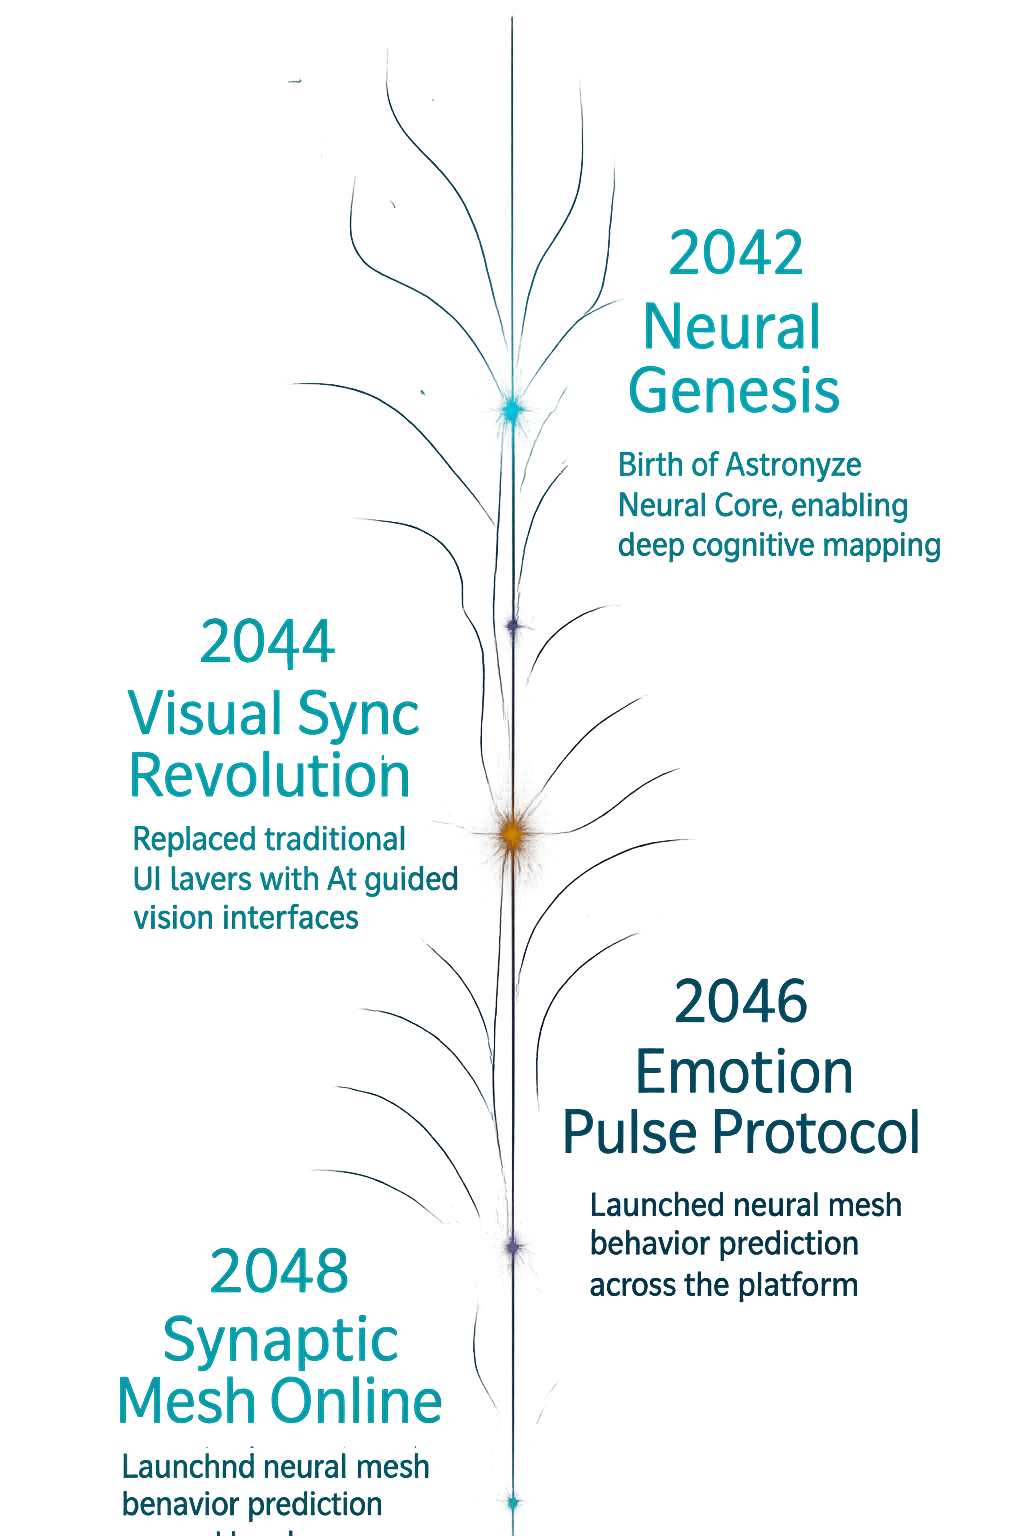 2042
Neural
Genesis
Birth of Astronyze
Neural Core, enabling
deep cognitive mapping
2044
Visual Sync
Revolution
Replaced traditional
UI lavers with At guided
vision interfaces
2046
Emotion
Pulse Protocol
Launched neural mesh
behavior prediction
across the platform
2048
Synaptic
Mesh Online
Launchnd neural mesh
benavior prediction